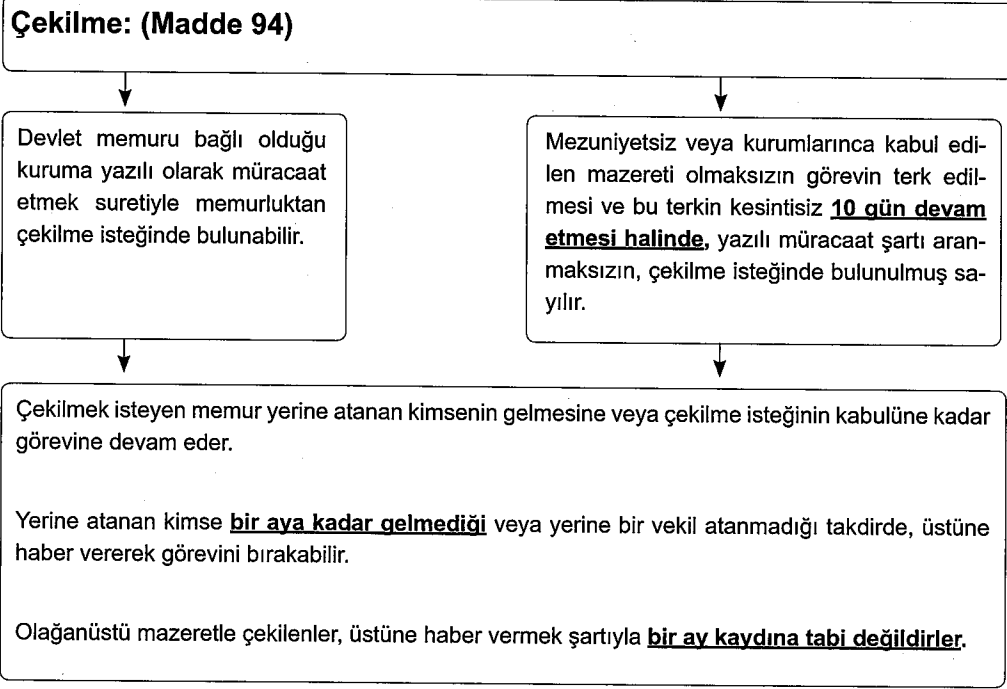 Çekilme: (Madde 94)
Devlet memuru bağlı olduğu
kuruma yazılı olarak müracaat
etmek suretiyle memurluktan
çekilme isteğinde bulunabilir.
Mezuniyetsiz veya kurumlarınca kabul edi-
len mazereti olmaksızın görevin terk edil-
mesi ve bu terkin kesintisiz 10 gün devam
etmesi halinde, yazılı müracaat şartı aran-
maksızın, çekilme isteğinde bulunulmuş sa-
yılır.
Çekilmek isteyen memur yerine atanan kimsenin gelmesine veya çekilme isteğinin kabulüne kadar
görevine devam eder.
Yerine atanan kimse bir aya kadar gelmediği veya yerine bir vekil atanmadığı takdirde, üstüne
haber vererek görevini bırakabilir.
Olağanüstü mazeretle çekilenler, üstüne haber vermek şartıyla bir ay kaydına tabi değildirler.